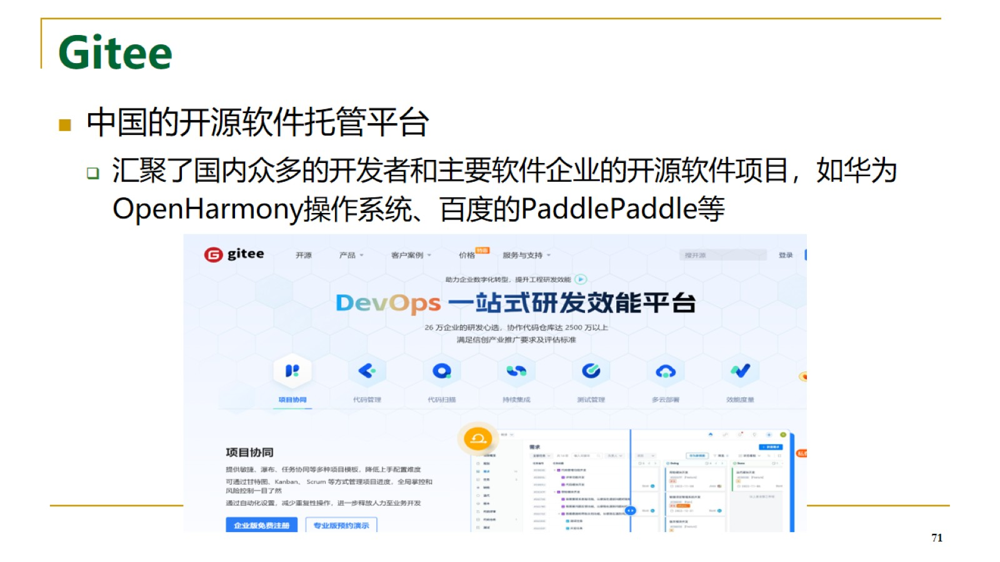 Gitee
中国的开源软件托管平台
汇聚了国内众多的开发者和主要软件企业的开源软件项目，如华为
OpenHarmony操作系统、百度的PaddlePaddle等
gitee 开源 产品 客户案例 价格 特惠 服务与支持 搜开源 登录
助力企业数字化转型，提升工程研发效能
DevOps 一站式研发效能平台
26 万企业的研发心选，协作代码仓库达 2500 万以上
满足信创产业推广要求及评估标准
项目协同 代码管理 代码扫描 持续集成 测试管理 多云部署 效能度量
项目协同
提供敏捷、瀑布、任务协同等多种项目模板，降低上手配置难度
可通过甘特图、Kanban、 Scrum 等方式管理项目进度，全局掌控和
风险控制一目了然
通过自动化设置，减少重复性操作，进一步释放人力至业务开发
企业版免费注册 专业版预约演示
需求
71